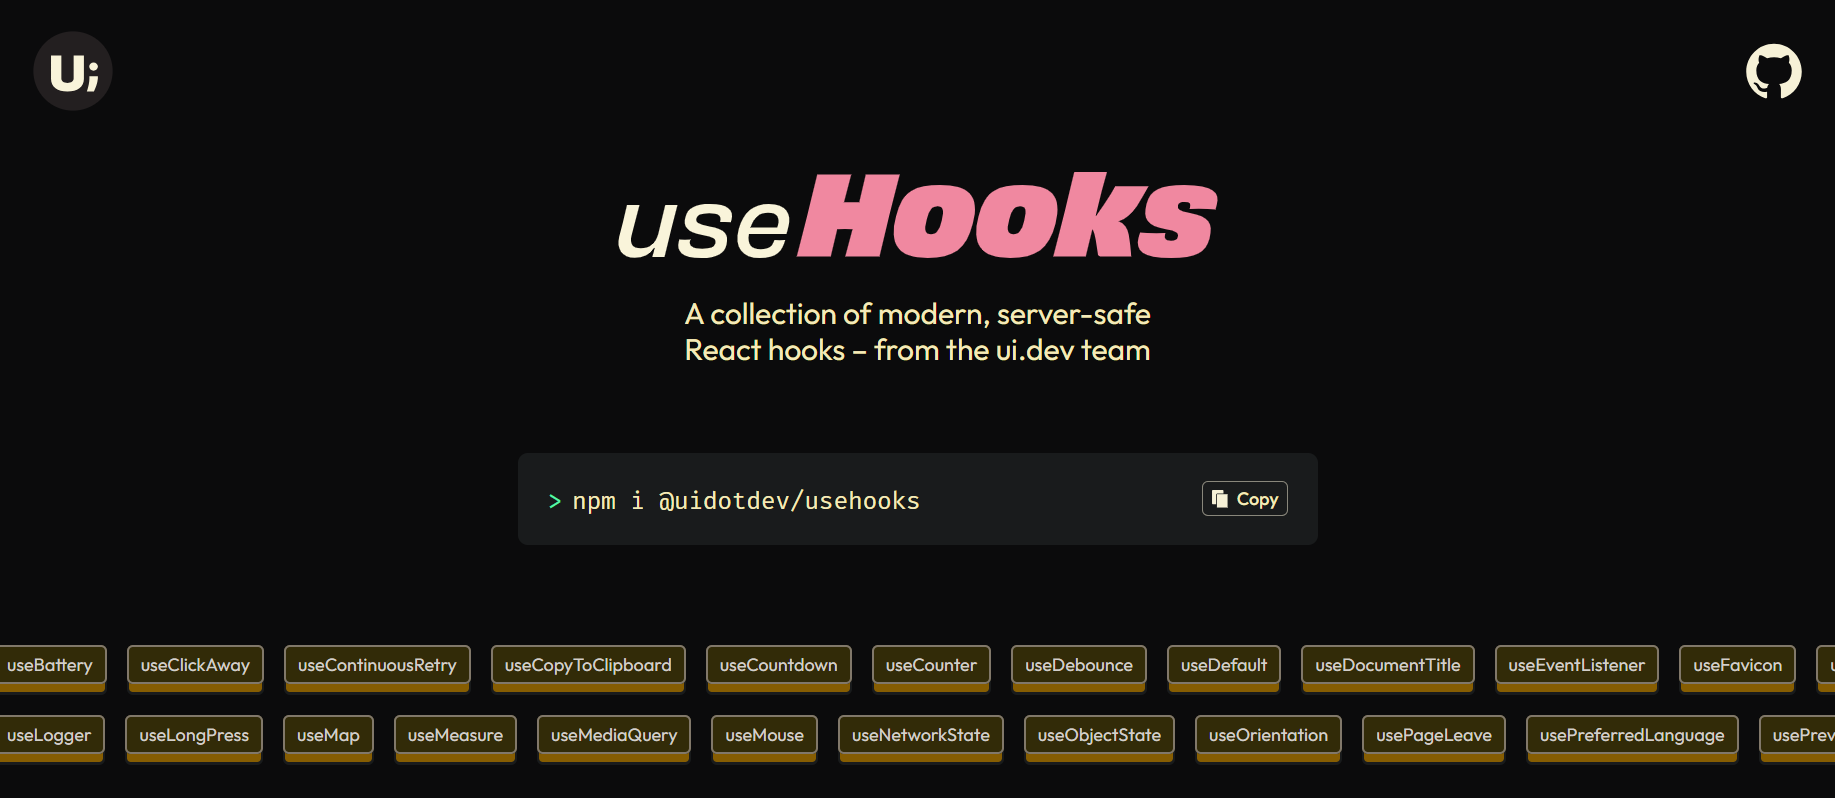 U;
useHooks
A collection of modern, server-safe
React hooks – from the ui.dev team
> npm i @uidotdev/usehooks
Copy
useBattery useClickAway useContinuousRetry useCopyToClipboard useCountdown useCounter useDebounce useDefault useDocumentTitle useEventListener useFavicon
useLogger useLongPress useMap useMeasure useMediaQuery useMouse useNetworkState useObjectState useOrientation usePageLeave usePreferredLanguage usePrev